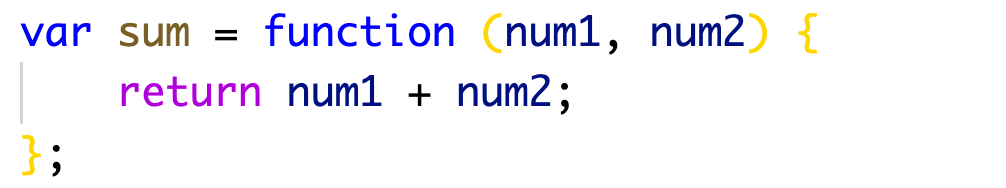 var sum = function (num1, num2) {
    return num1 + num2;
};